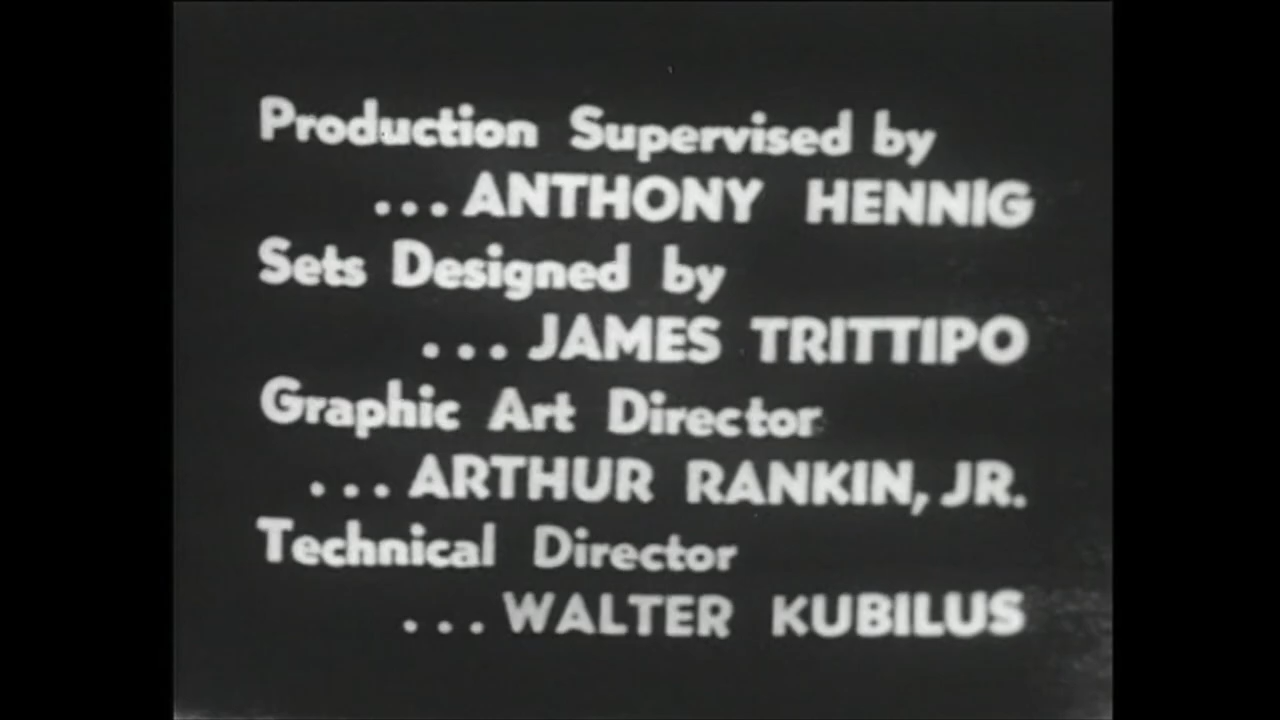 Production Supervised by
...ANTHONY HENNIG
Sets Designed by
...JAMES TRITTIPO
Graphic Art Director
...ARTHUR RANKIN, JR.
Technical Director
...WALTER KUBILUS